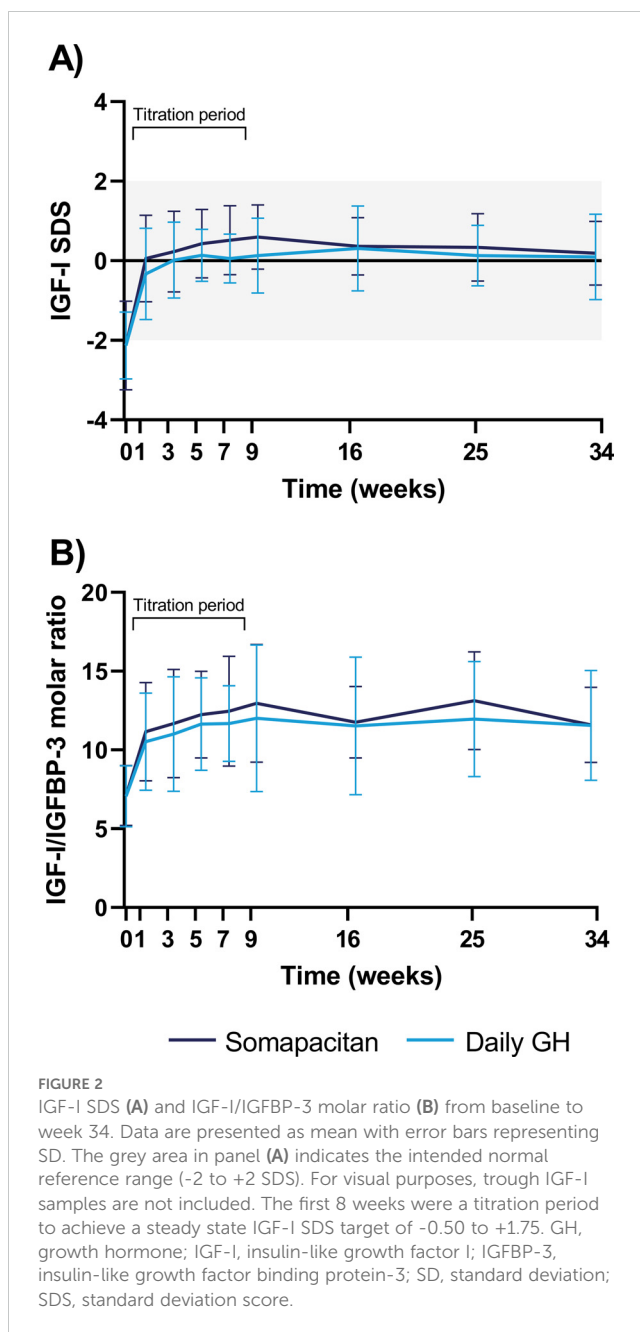 A)
4
2
0
-2
-4
IGF-I SDS
Titration period
0 1 3 5 7 9 16 25 34
Time (weeks)
B)
20
15
10
5
0
IGF-I/IGFBP-3 molar ratio
Titration period
0 1 3 5 7 9 16 25 34
Time (weeks)
Somapacitan Daily GH
FIGURE 2
IGF-I SDS (A) and IGF-I/IGFBP-3 molar ratio (B) from baseline to
week 34. Data are presented as mean with error bars representing
SD. The grey area in panel (A) indicates the intended normal
reference range (-2 to +2 SDS). For visual purposes, trough IGF-I
samples are not included. The first 8 weeks were a titration period
to achieve a steady state IGF-I SDS target of -0.50 to +1.75. GH,
growth hormone; IGF-I, insulin-like growth factor I; IGFBP-3,
insulin-like growth factor binding protein-3; SD, standard deviation;
SDS, standard deviation score.